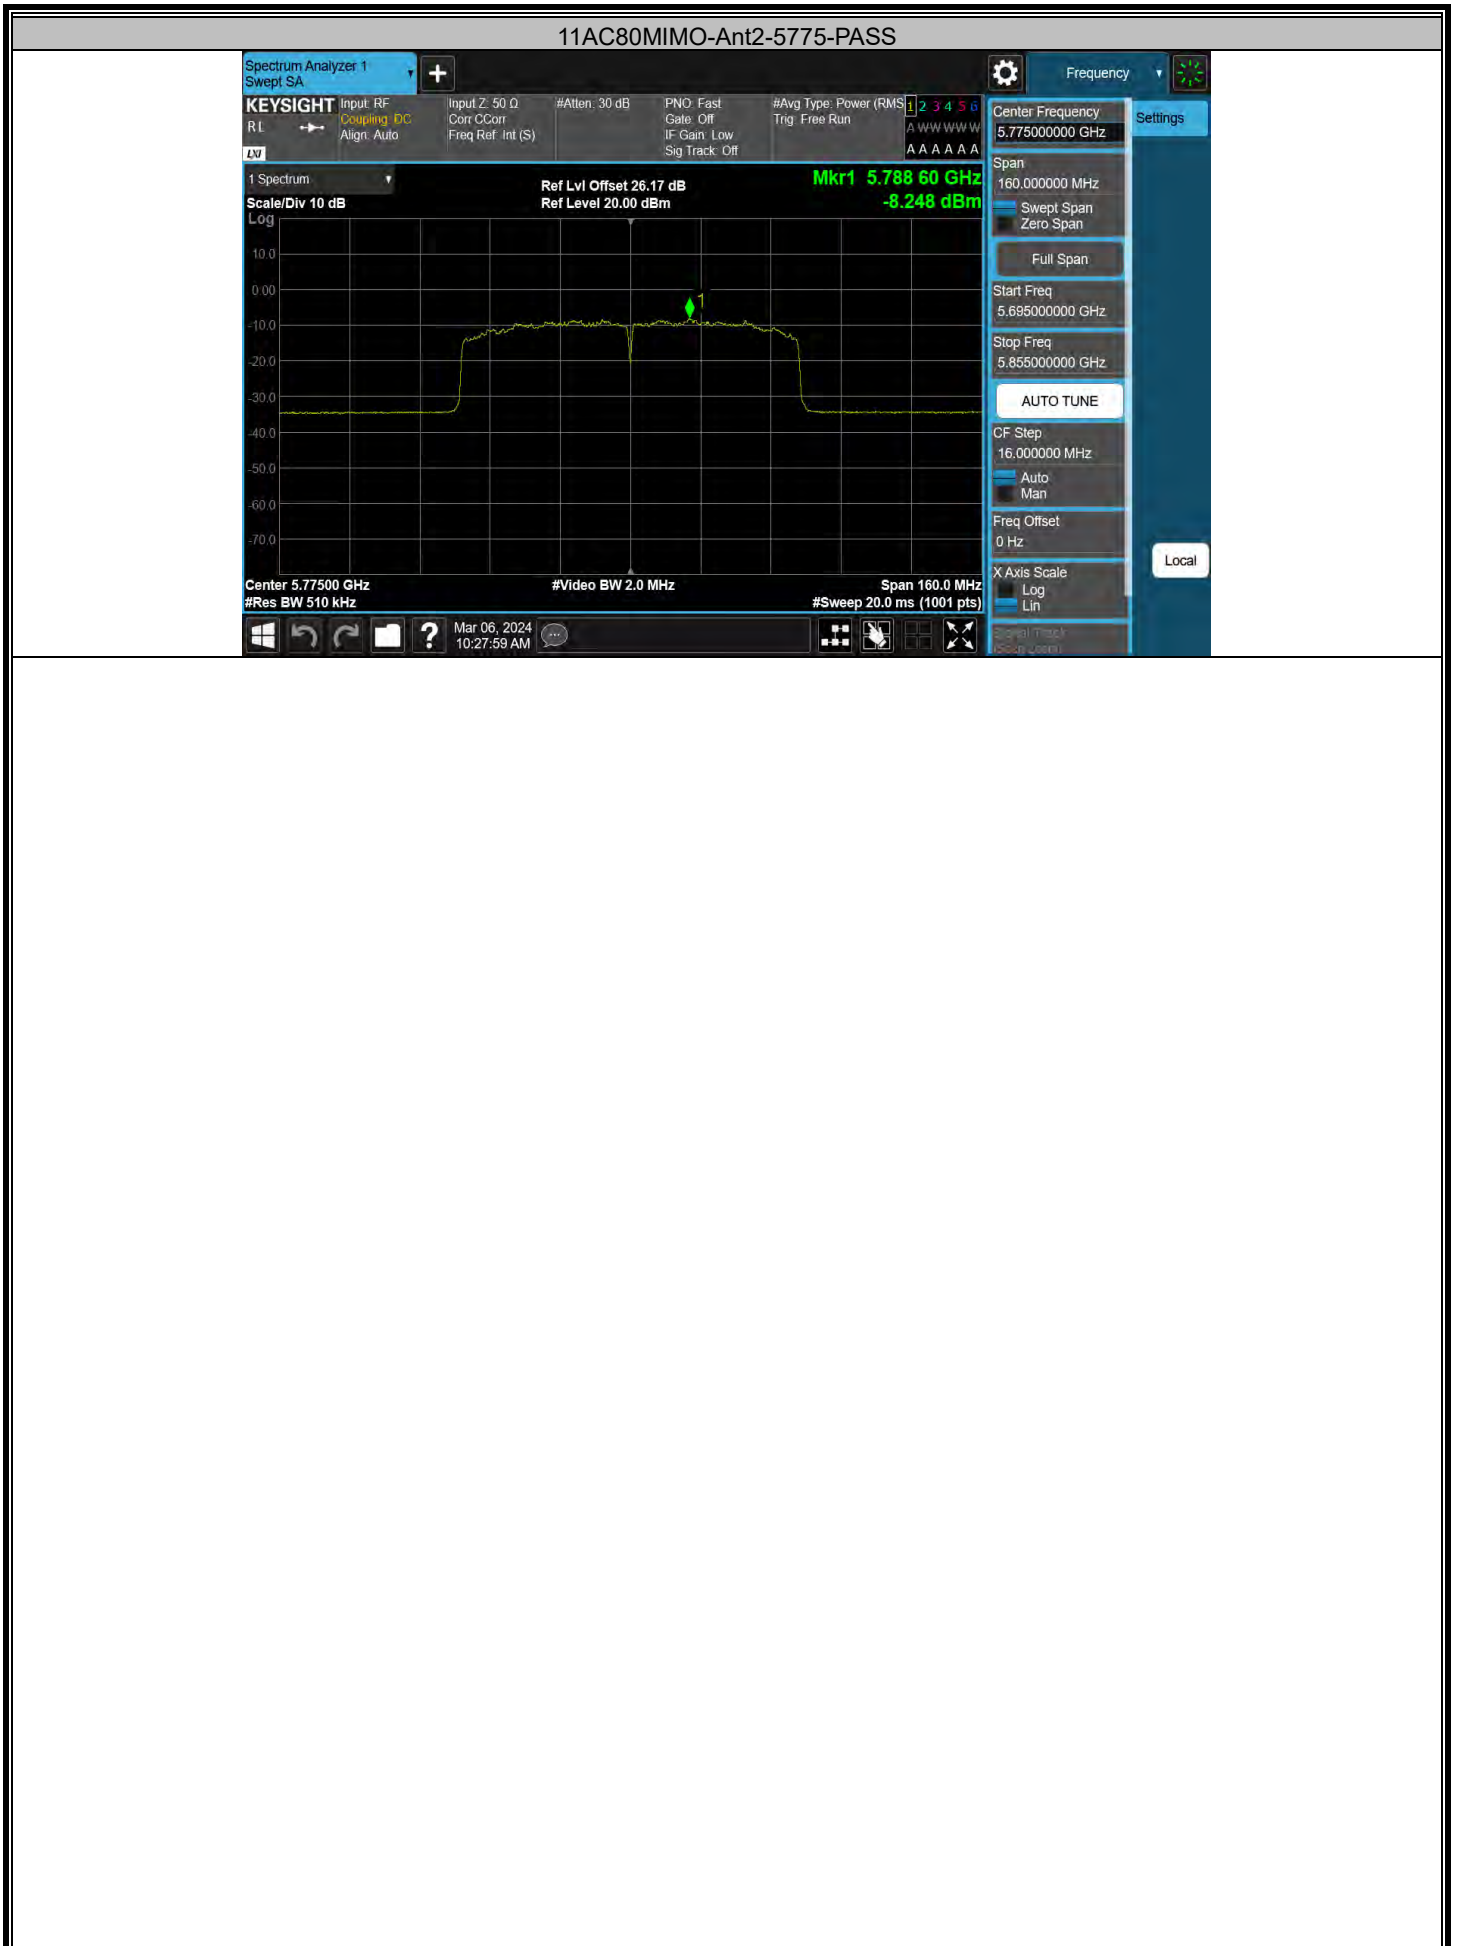 11AC80MIMO-Ant2-5775-PASS
Spectrum Analyzer 1
Swept SA
Frequency
KEYSIGHT
R L
LXI
Input: RF
Coupling: DC
Align: Auto
Input Z: 50 Ω
Corr CCorr
Freq Ref: Int (S)
#Atten: 30 dB
PNO: Fast
Gate: Off
IF Gain: Low
Sig Track: Off
#Avg Type: Power (RMS
Trig: Free Run
1 2 3 4 5 6
A W W W W W
A A A A A A
Center Frequency
5.775000000 GHz
Settings
Span
160.000000 MHz
Swept Span
Zero Span
Full Span
Start Freq
5.695000000 GHz
Stop Freq
5.855000000 GHz
AUTO TUNE
CF Step
16.000000 MHz
Auto
Man
Freq Offset
0 Hz
X Axis Scale
Log
Lin
Signal Track
(Span Zoom)
Local
1 Spectrum
Scale/Div 10 dB
Log
Ref Lvl Offset 26.17 dB
Ref Level 20.00 dBm
Mkr1 5.788 60 GHz
-8.248 dBm
1
10.0
0.00
-10.0
-20.0
-30.0
-40.0
-50.0
-60.0
-70.0
Center 5.77500 GHz
#Res BW 510 kHz
#Video BW 2.0 MHz
Span 160.0 MHz
#Sweep 20.0 ms (1001 pts)
?
Mar 06, 2024
10:27:59 AM